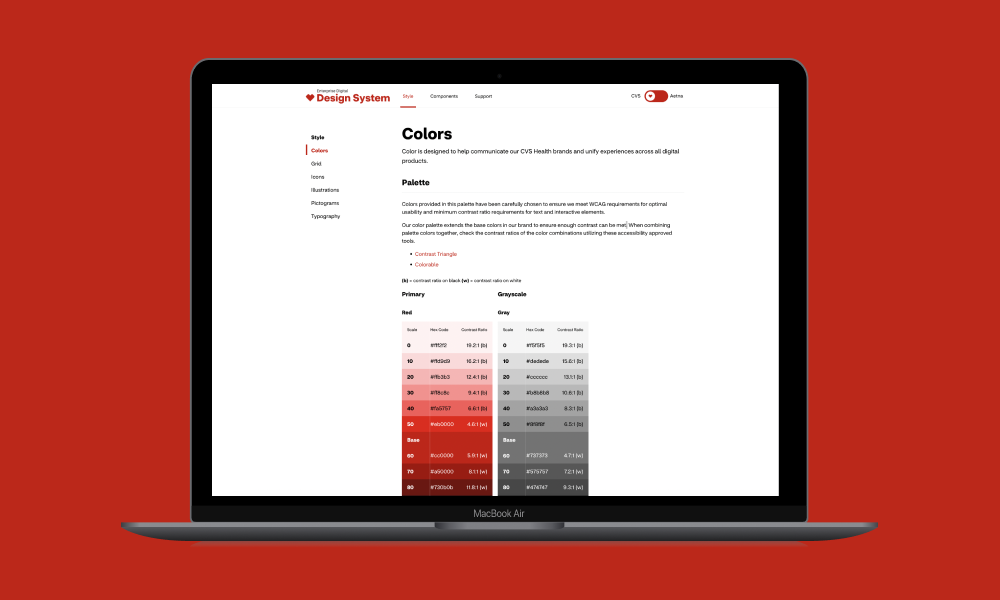 Enterprise Digital
Design System
Style
Components
Support
CVS
Aetna
Style
Colors
Grid
Icons
Illustrations
Pictograms
Typography
Colors
Color is designed to help communicate our CVS Health brands and unify experiences across all digital
products.
Palette
Colors provided in this palette have been carefully chosen to ensure we meet WCAG requirements for optimal
usability and minimum contrast ratio requirements for text and interactive elements.
Our color palette extends the base colors in our brand to ensure enough contrast can be met. When combining
palette colors together, check the contrast ratios of the color combinations utilizing these accessibility approved
tools.
• Contrast Triangle
• Colorable
(b) = contrast ratio on black (w) = contrast ratio on white
Primary
Red
Scale Hex Code Contrast Ratio
0 #fff2f2 19.2:1 (b)
10 #ffd9d9 16.2:1 (b)
20 #ffb3b3 12.4:1 (b)
30 #ff8c8c 9.4:1 (b)
40 #fa5757 6.6:1 (b)
50 #eb0000 4.6:1 (w)
Base
60 #cc0000 5.9:1 (w)
70 #a50000 8.1:1 (w)
80 #730b0b 11.8:1 (w)
Grayscale
Gray
Scale Hex Code Contrast Ratio
0 #f5f5f5 19.3:1 (b)
10 #dedede 15.6:1 (b)
20 #cccccc 13.1:1 (b)
30 #b8b8b8 10.6:1 (b)
40 #a3a3a3 8.3:1 (b)
50 #8f8f8f 6.5:1 (b)
60 #737373 4.7:1 (w)
70 #575757 7.2:1 (w)
80 #474747 9.3:1 (w)
MacBook Air